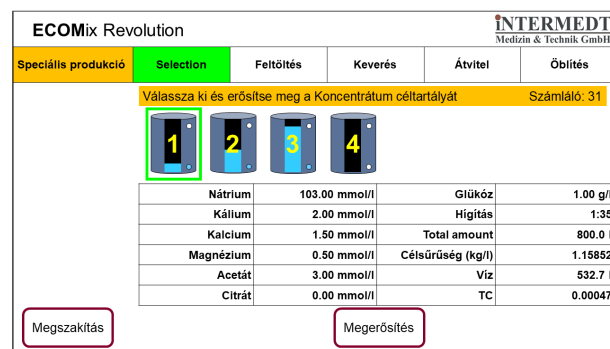 ECOMix Revolution
INTERMEDT
Medizin & Technik GmbH
Speciális produkció Selection Feltöltés Keverés Átvitel Öblítés
Válassza ki és erősítse meg a Koncentrátum céltartályát Számláló: 31
1 2 3 4
Nátrium 103.00 mmol/l Glükóz 1.00 g/l
Kálium 2.00 mmol/l Hígítás 1:35
Kalcium 1.50 mmol/l Total amount 800.0 l
Magnézium 0.50 mmol/l Célsűrűség (kg/l) 1.15852
Acetát 3.00 mmol/l Víz 532.7 l
Citrát 0.00 mmol/l TC 0.00047
Megszakítás Megerősítés